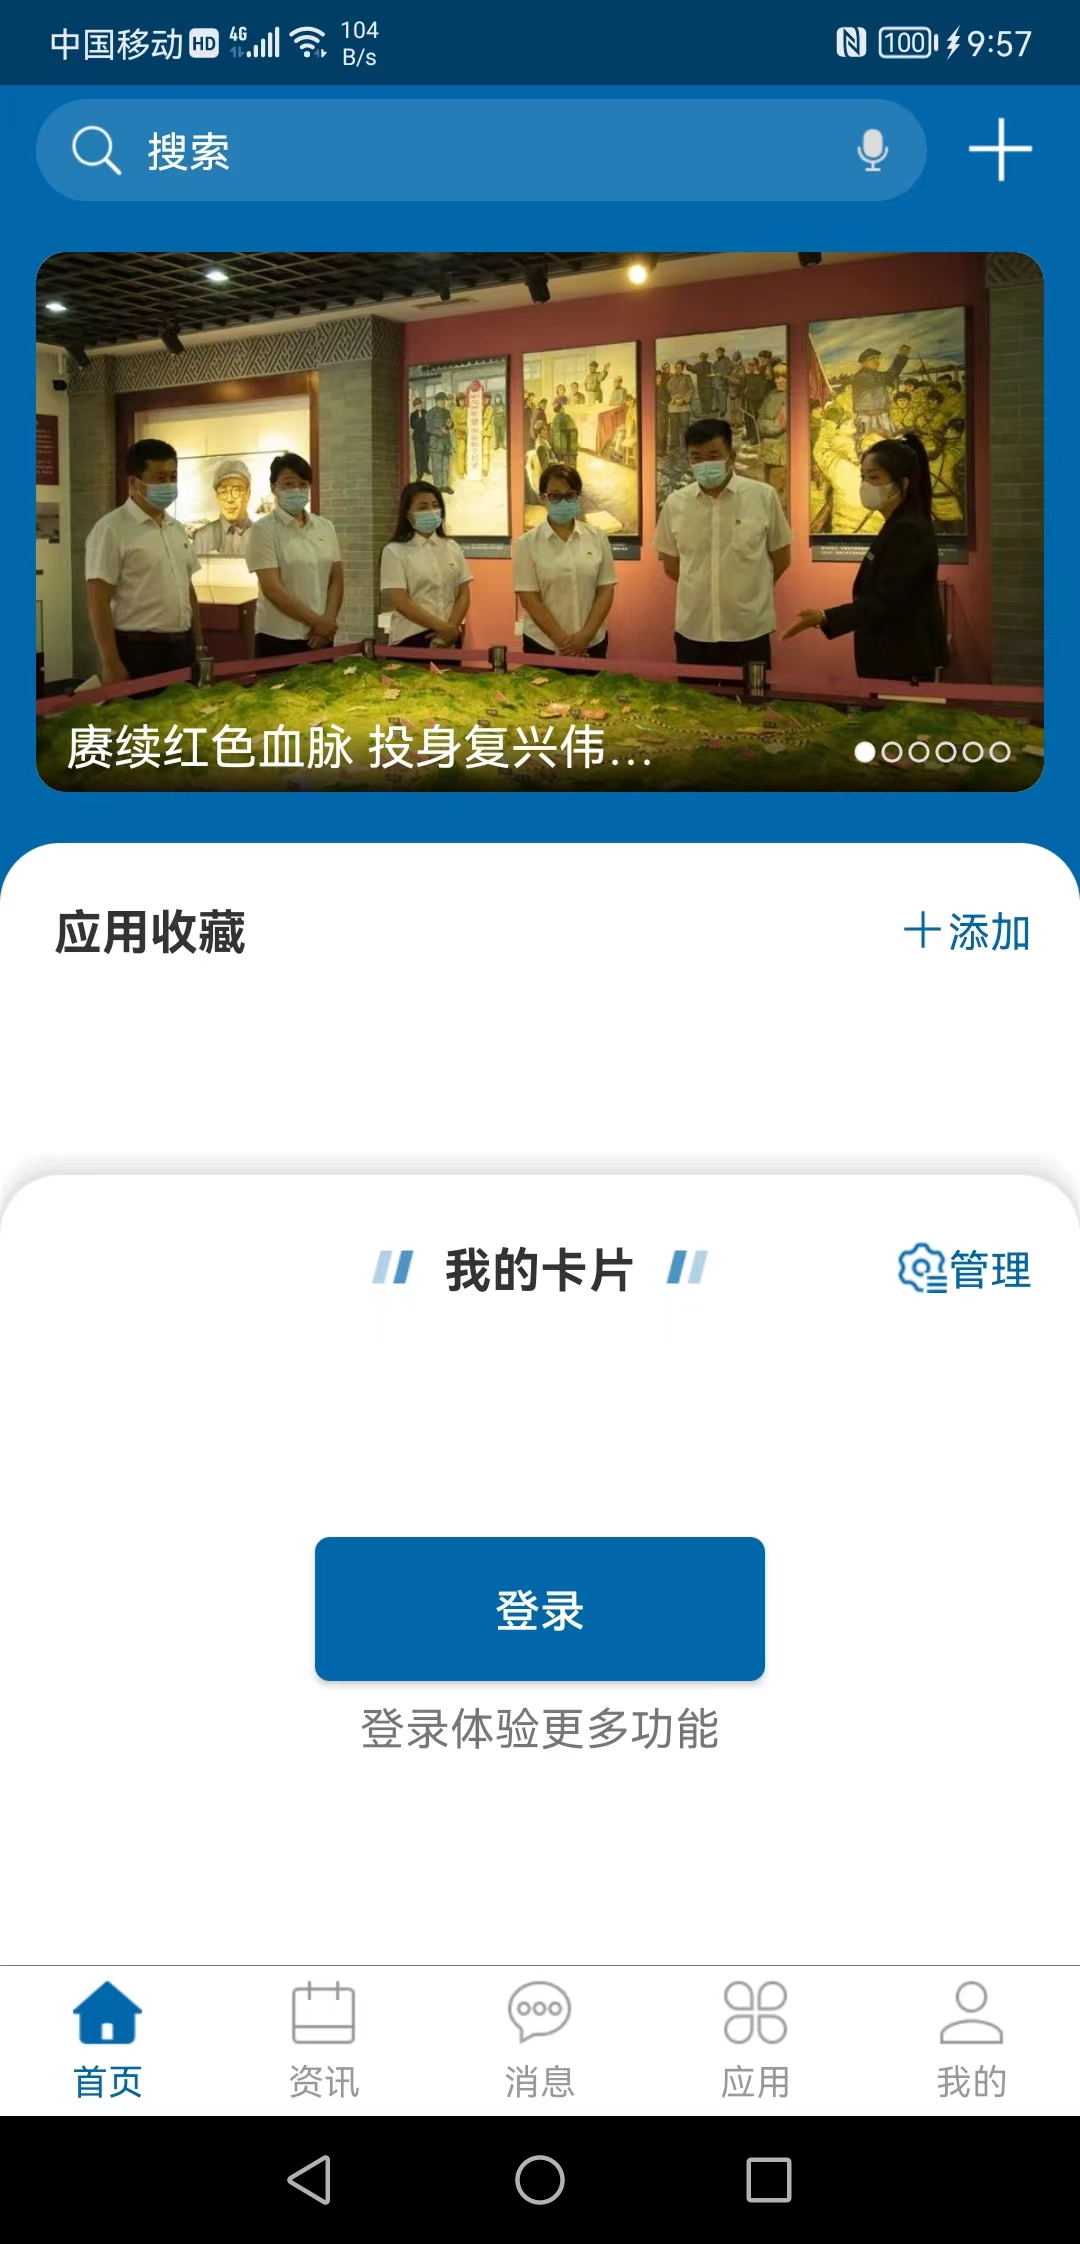 中国移动 HD 4G 104 B/s 100 9:57
搜索
赓续红色血脉 投身复兴伟...
应用收藏
添加
我的卡片
管理
登录
登录体验更多功能
首页 资讯 消息 应用 我的